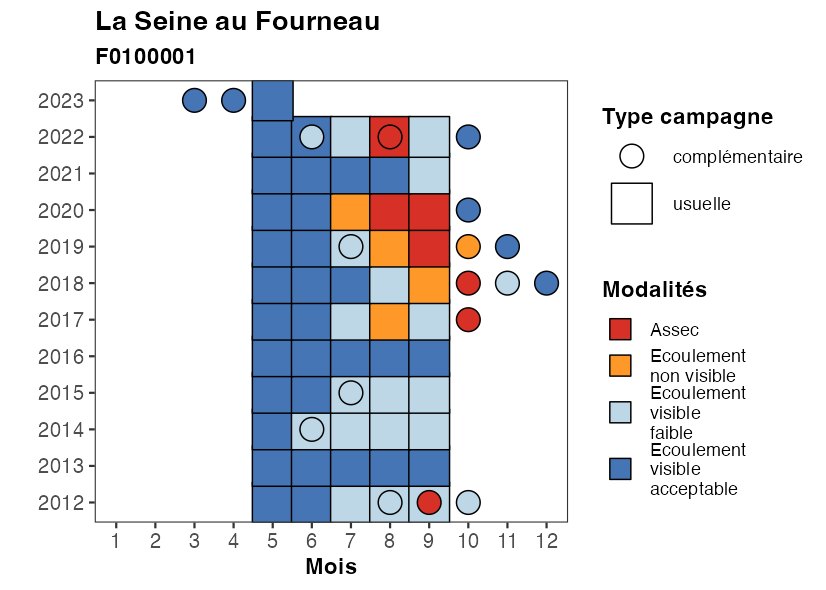 La Seine au Fourneau
F0100001
2023
2022
2021
2020
2019
2018
2017
2016
2015
2014
2013
2012
1 2 3 4 5 6 7 8 9 10 11 12
Mois
Type campagne
complémentaire
usuelle
Modalités
Assec
Ecoulement
non visible
Ecoulement
visible
faible
Ecoulement
visible
acceptable